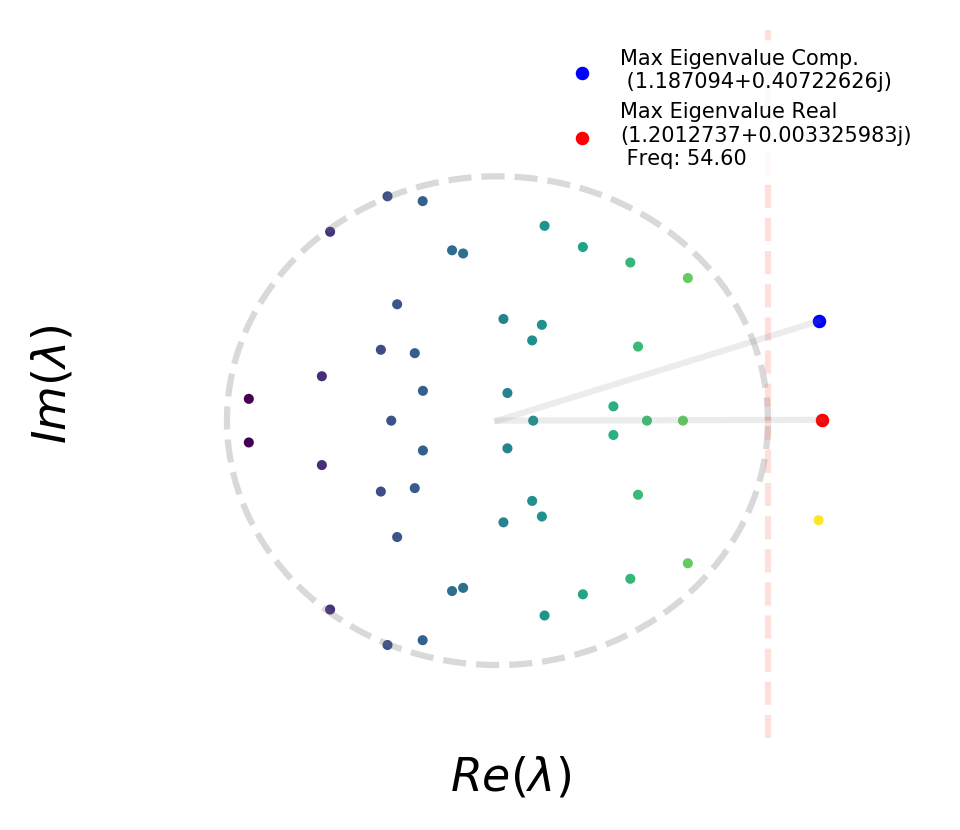 Max Eigenvalue Comp.
(1.187094+0.40722626j)
Max Eigenvalue Real
(1.2012737+0.003325983j)
Freq: 54.60
Im(λ)
Re(λ)